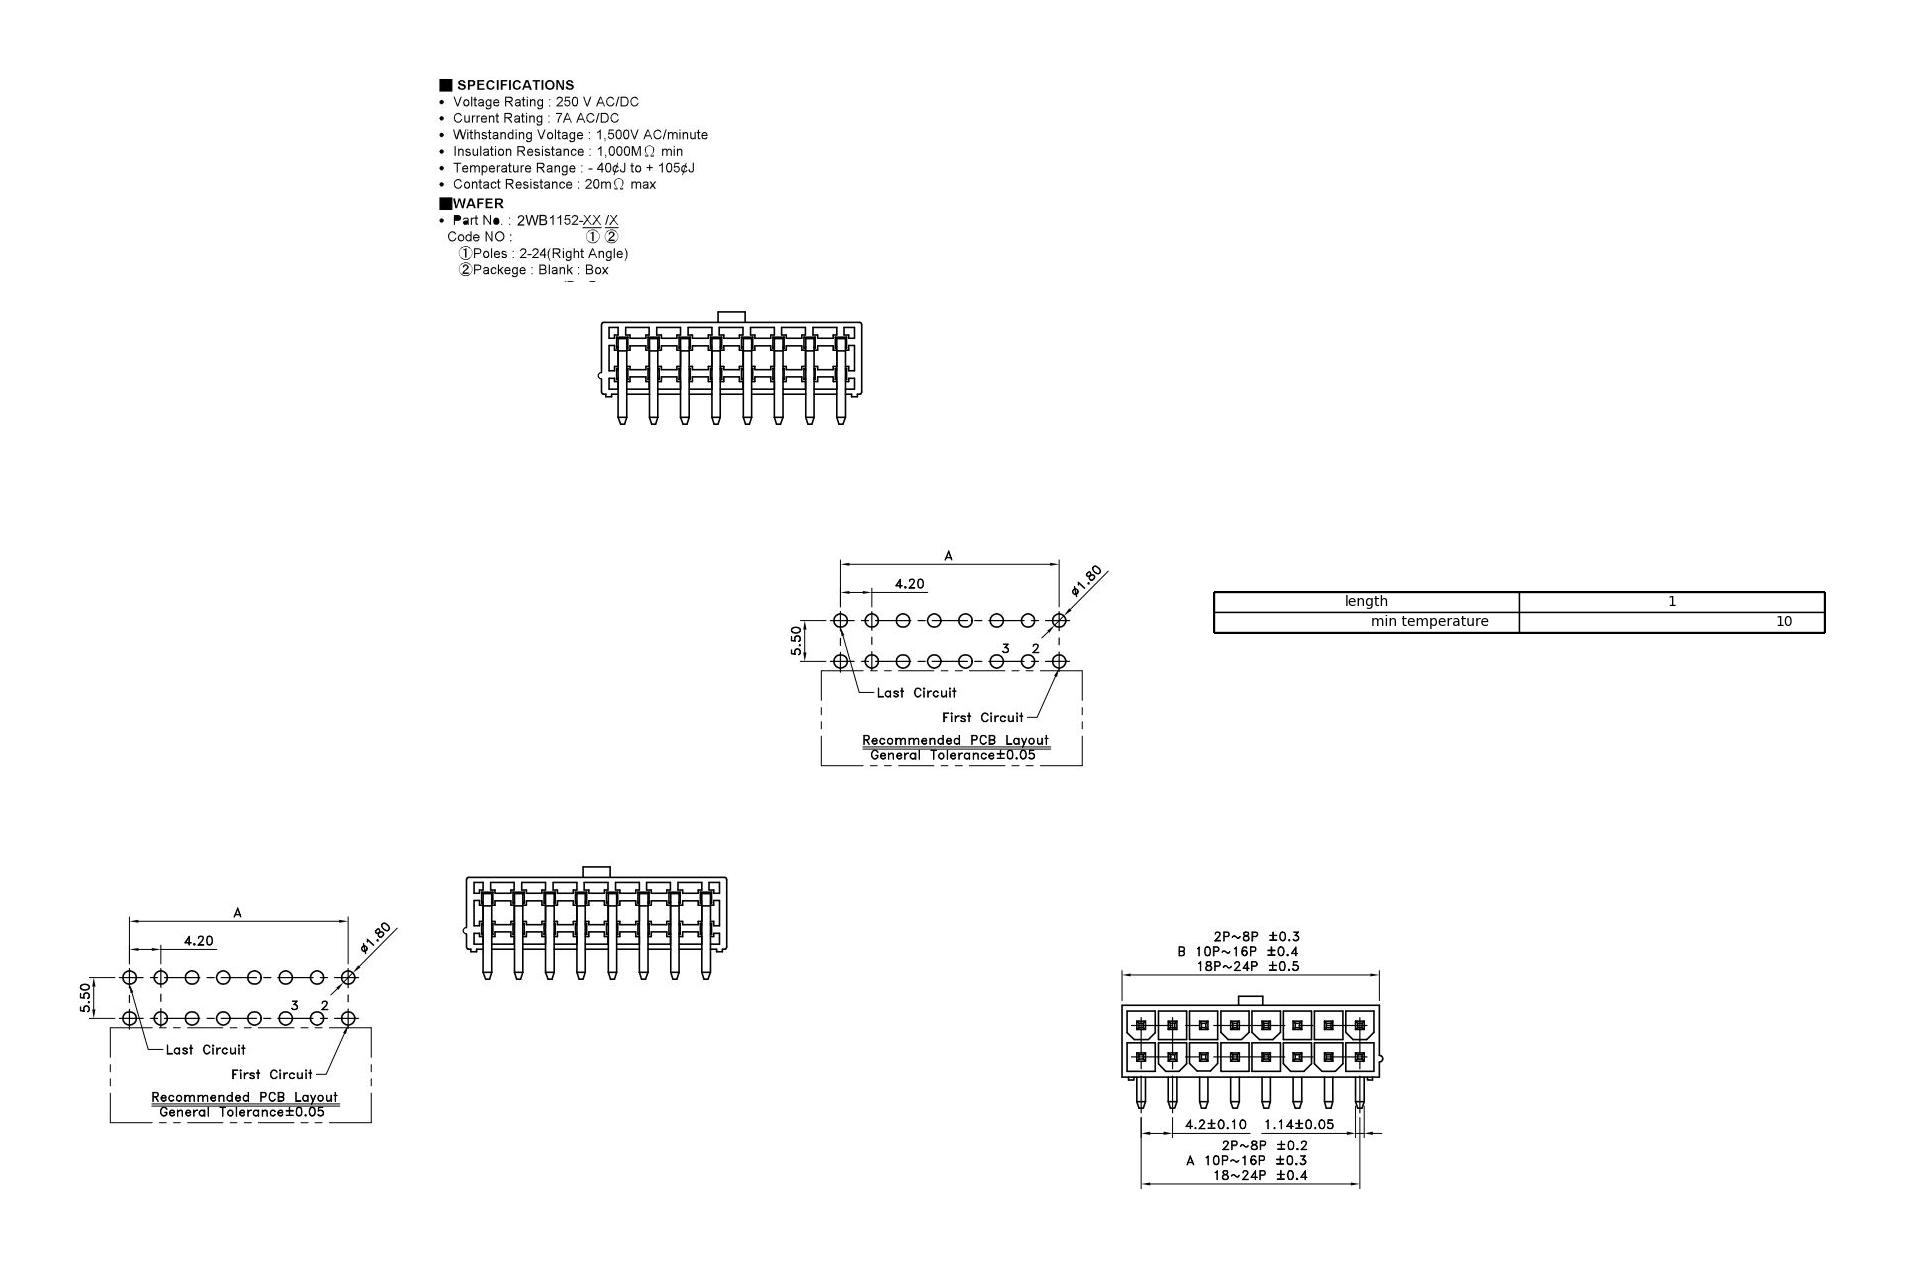 ■ SPECIFICATIONS
• Voltage Rating : 250 V AC/DC
• Current Rating : 7A AC/DC
• Withstanding Voltage : 1,500V AC/minute
• Insulation Resistance : 1,000MΩ min
• Temperature Range : - 40¢J to + 105¢J
• Contact Resistance : 20mΩ max
■WAFER
• Part No. : 2WB1152-XX /X
Code NO : ① ②
①Poles : 2-24(Right Angle)
②Packege : Blank : Box
A
4.20
ø1.80
5.50
3 2
Last Circuit
First Circuit
Recommended PCB Layout
General Tolerance±0.05
length 1
min temperature 10
A
4.20
ø1.80
5.50
3 2
Last Circuit
First Circuit
Recommended PCB Layout
General Tolerance±0.05
2P~8P ±0.3
B 10P~16P ±0.4
18P~24P ±0.5
4.2±0.10 1.14±0.05
2P~8P ±0.2
A 10P~16P ±0.3
18~24P ±0.4